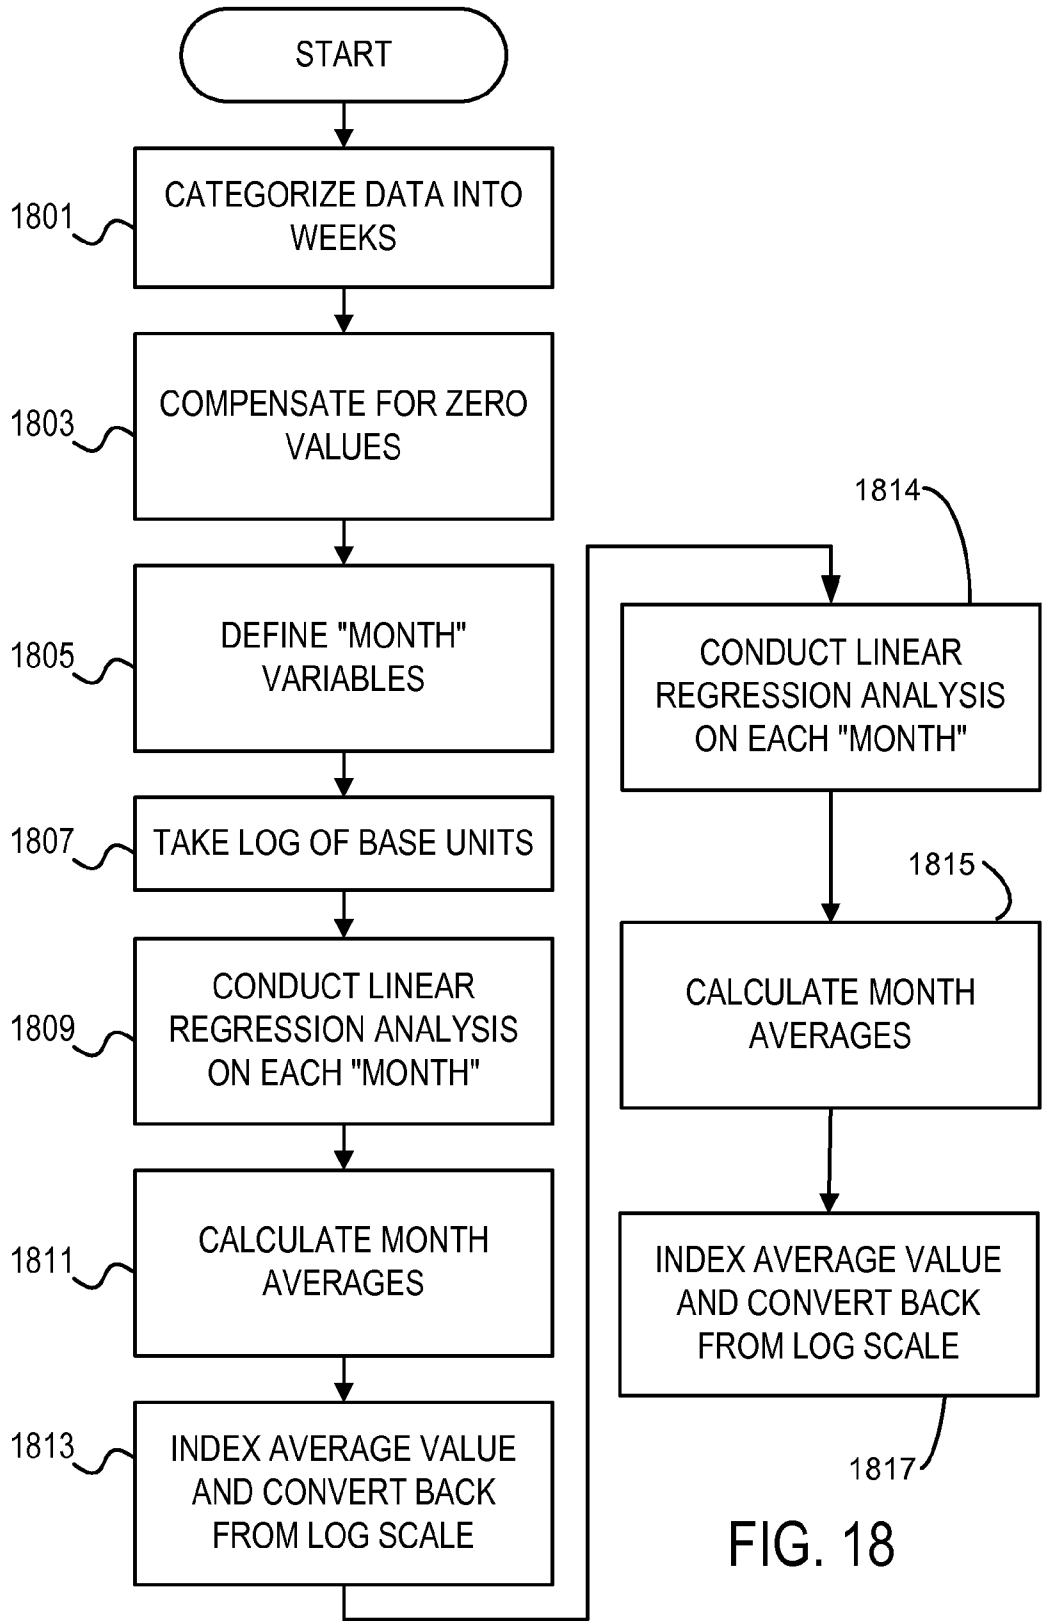 START
1801
CATEGORIZE DATA INTO
WEEKS
1803
COMPENSATE FOR ZERO
VALUES
1805
DEFINE "MONTH"
VARIABLES
1807
TAKE LOG OF BASE UNITS
1809
CONDUCT LINEAR
REGRESSION ANALYSIS
ON EACH "MONTH"
1811
CALCULATE MONTH
AVERAGES
1813
INDEX AVERAGE VALUE
AND CONVERT BACK
FROM LOG SCALE
1814
CONDUCT LINEAR
REGRESSION ANALYSIS
ON EACH "MONTH"
1815
CALCULATE MONTH
AVERAGES
INDEX AVERAGE VALUE
AND CONVERT BACK
FROM LOG SCALE
1817
FIG. 18